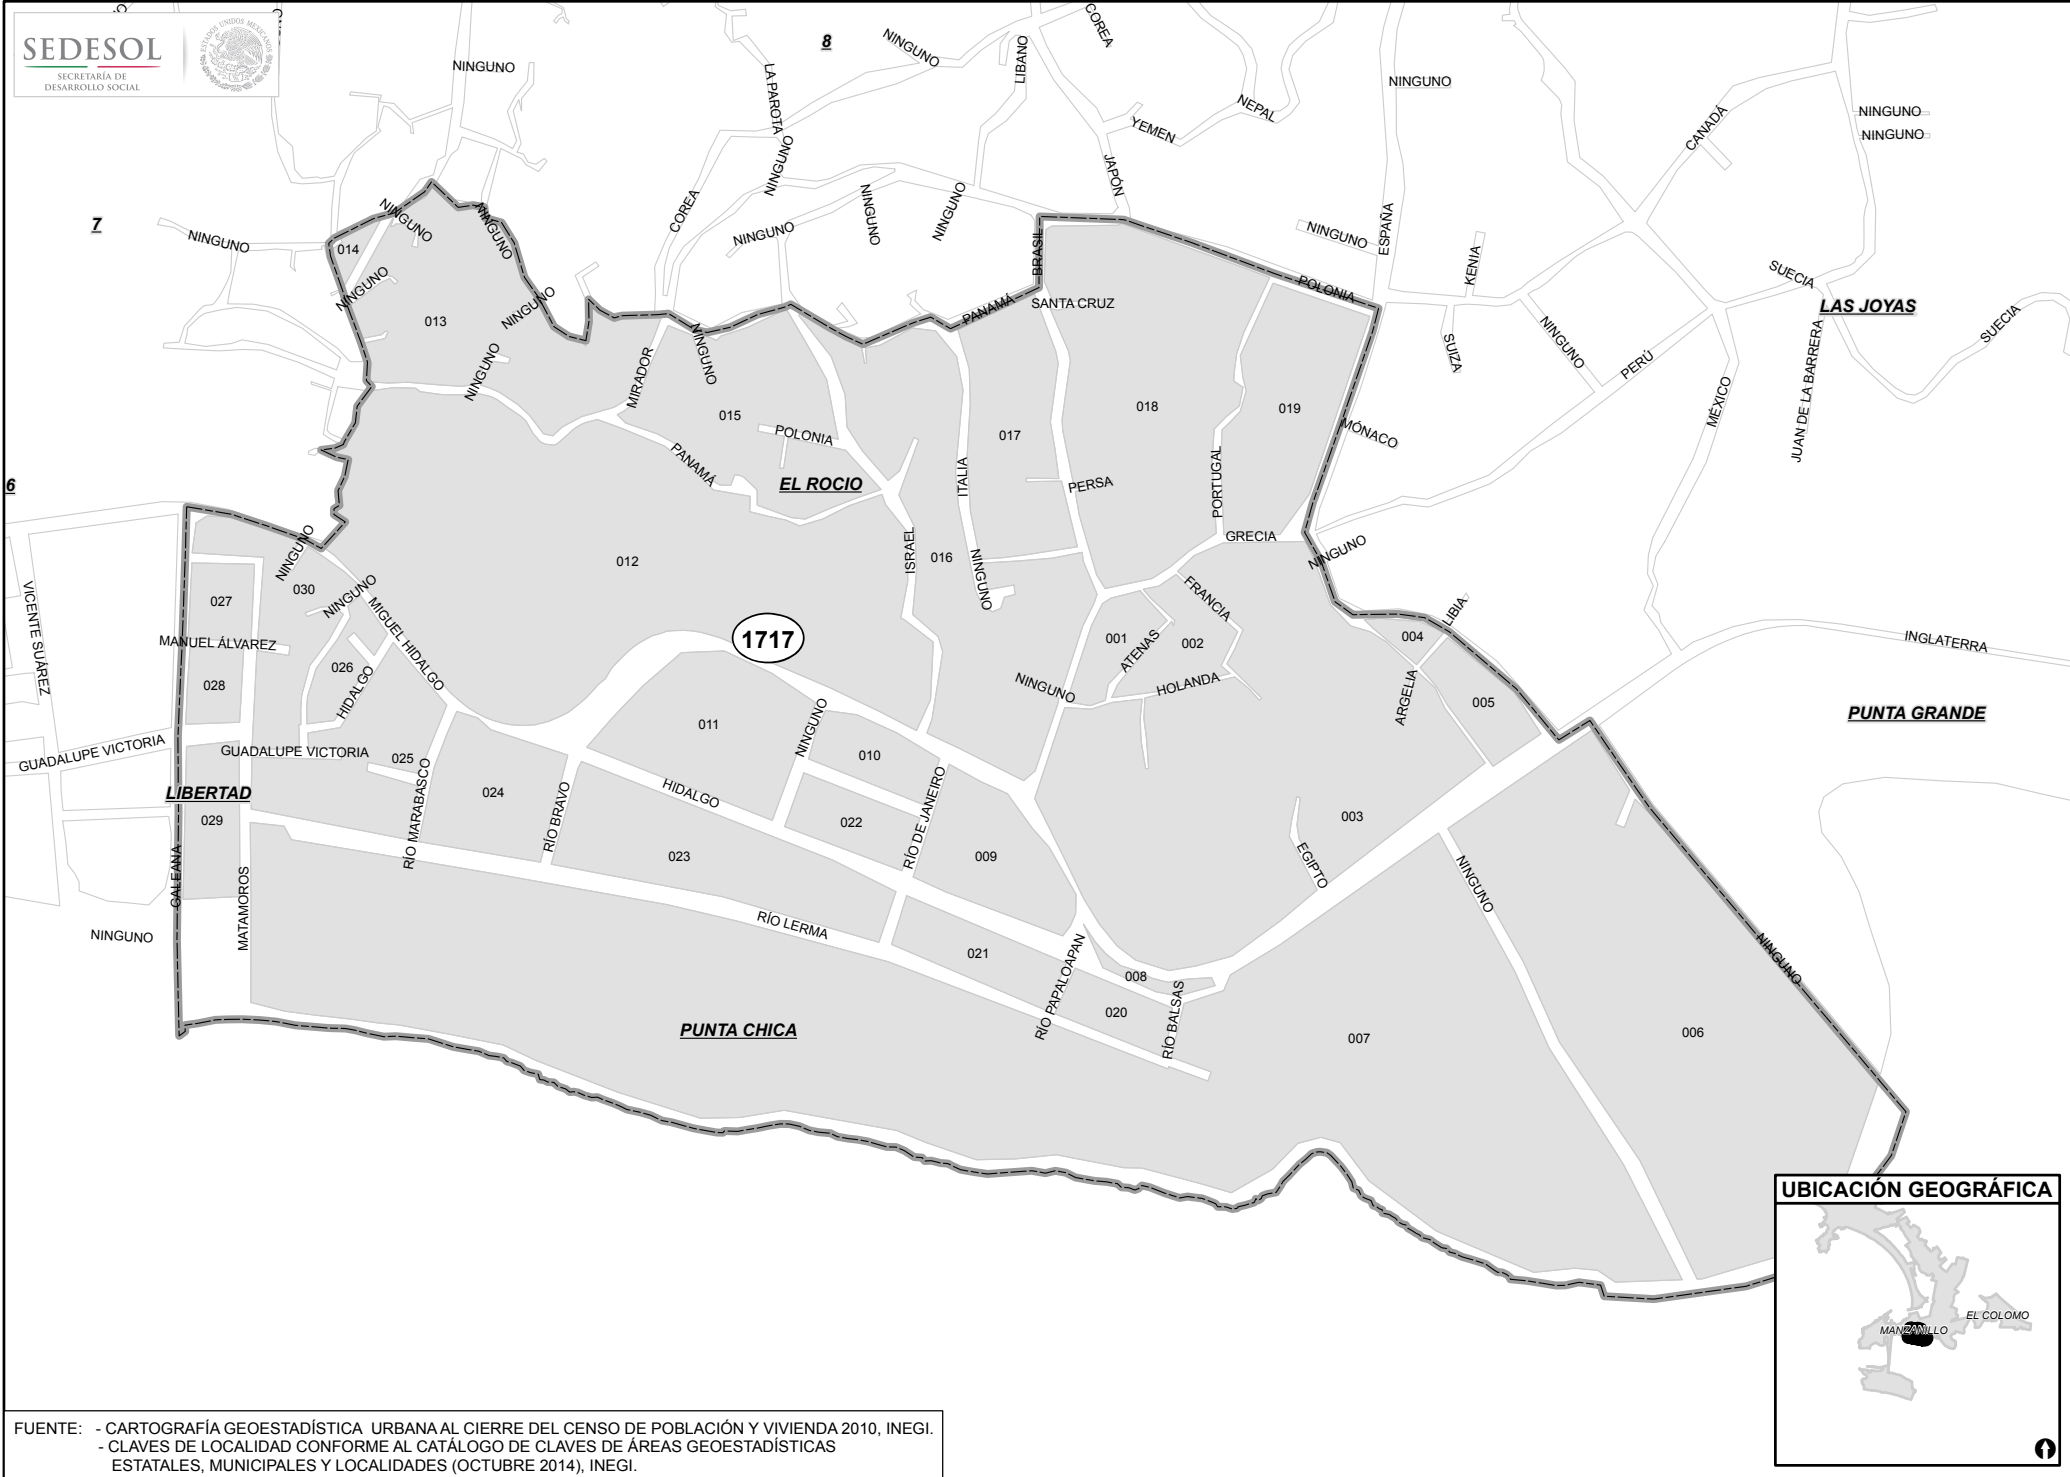 SEDESOL
SECRETARÍA DE
DESARROLLO SOCIAL
ESTADOS UNIDOS MEXICANOS
8
NINGUNO
COREA
LIBANO
NINGUNO
LA PAROTA
NINGUNO
NEPAL
YEMEN
CANADÁ
NINGUNO
NINGUNO
NINGUNO
JAPÓN
COREA
NINGUNO
NINGUNO
NINGUNO
7
NINGUNO
014
NINGUNO
NINGUNO
NINGUNO
BRASIL
NINGUNO
ESPAÑA
KENIA
SUECIA
LAS JOYAS
SUECIA
NINGUNO
NINGUNO
013
PANAMÁ
SANTA CRUZ
POLONIA
NINGUNO
SUIZA
PERÚ
JUAN DE LA BARRERA
MÉXICO
NINGUNO
MIRADOR
NINGUNO
015
POLONIA
017
018
019
MÓNACO
PANAMÁ
EL ROCIO
ITALIA
PERSA
PORTUGAL
6
GRECIA
NINGUNO
NINGUNO
012
ISRAEL
016
NINGUNO
VICENTE SUÁREZ
027
030
NINGUNO
MIGUEL HIDALGO
1717
FRANCIA
LIBIA
MANUEL ÁLVAREZ
001
ATENAS
002
004
INGLATERRA
026
028
HIDALGO
NINGUNO
HOLANDA
ARGELIA
005
PUNTA GRANDE
011
NINGUNO
GUADALUPE VICTORIA
GUADALUPE VICTORIA
025
010
LIBERTAD
RÍO MARABASCO
024
HIDALGO
RÍO BRAVO
RÍO DE JANEIRO
029
022
003
GALEANA
023
009
EGIPTO
NINGUNO
MATAMOROS
NINGUNO
RÍO LERMA
021
RÍO PAPALOAPAN
008
NINGUNO
020
RÍO BALSAS
PUNTA CHICA
007
006
UBICACIÓN GEOGRÁFICA
EL COLOMO
MANZANILLO
FUENTE: - CARTOGRAFÍA GEOESTADÍSTICA URBANA AL CIERRE DEL CENSO DE POBLACIÓN Y VIVIENDA 2010, INEGI.
- CLAVES DE LOCALIDAD CONFORME AL CATÁLOGO DE CLAVES DE ÁREAS GEOESTADÍSTICAS
ESTATALES, MUNICIPALES Y LOCALIDADES (OCTUBRE 2014), INEGI.